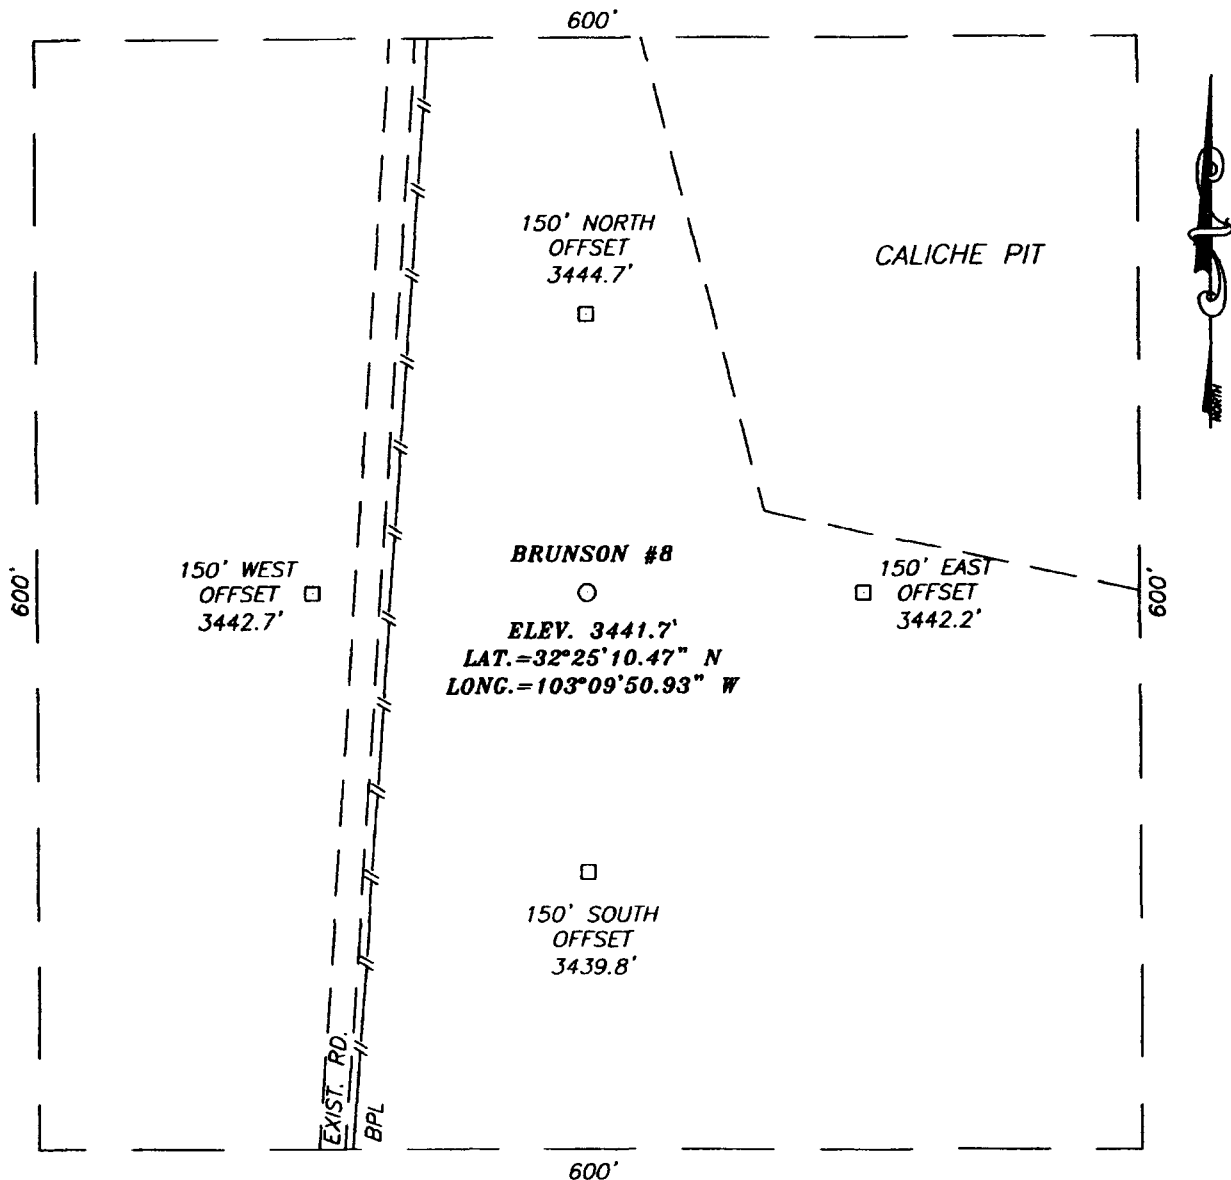 600'
150' NORTH
OFFSET
3444.7'
CALICHE PIT
NORTH
BRUNSON #8
150' WEST
OFFSET
3442.7'
150' EAST
OFFSET
3442.2'
600'
600'
ELEV. 3441.7'
LAT.=32°25'10.47" N
LONG.=103°09'50.93" W
150' SOUTH
OFFSET
3439.8'
EXIST. RD.
BPL
600'